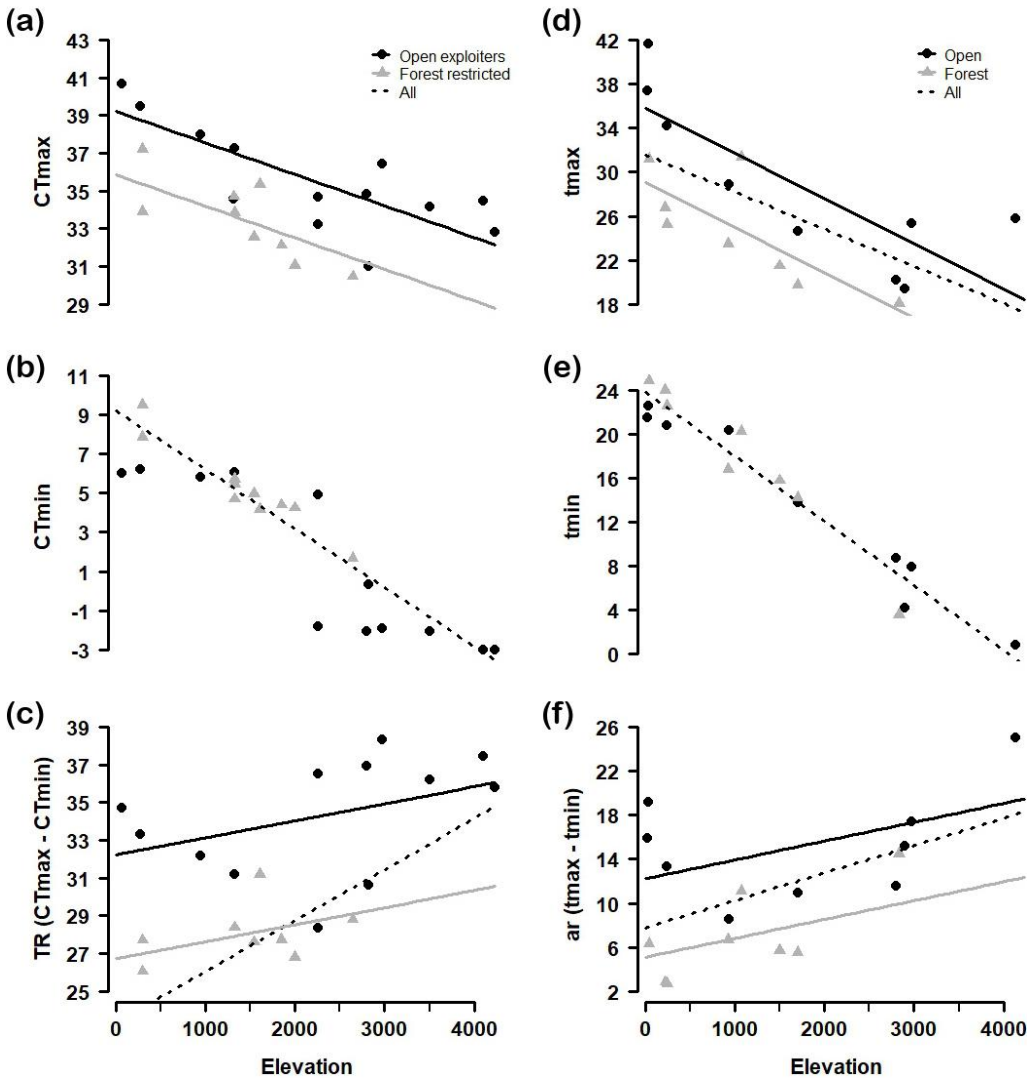 (a)
43
41
39
37
35
33
31
29
CTmax
Open exploiters
Forest restricted
All
(d)
42
38
34
30
26
22
18
tmax
Open
Forest
All
(b)
11
9
7
5
3
1
-1
-3
CTmin
(e)
24
20
16
12
8
4
0
tmin
(c)
39
37
35
33
31
29
27
25
TR (CTmax - CTmin)
0 1000 2000 3000 4000
Elevation
(f)
26
22
18
14
10
6
2
ar (tmax - tmin)
0 1000 2000 3000 4000
Elevation